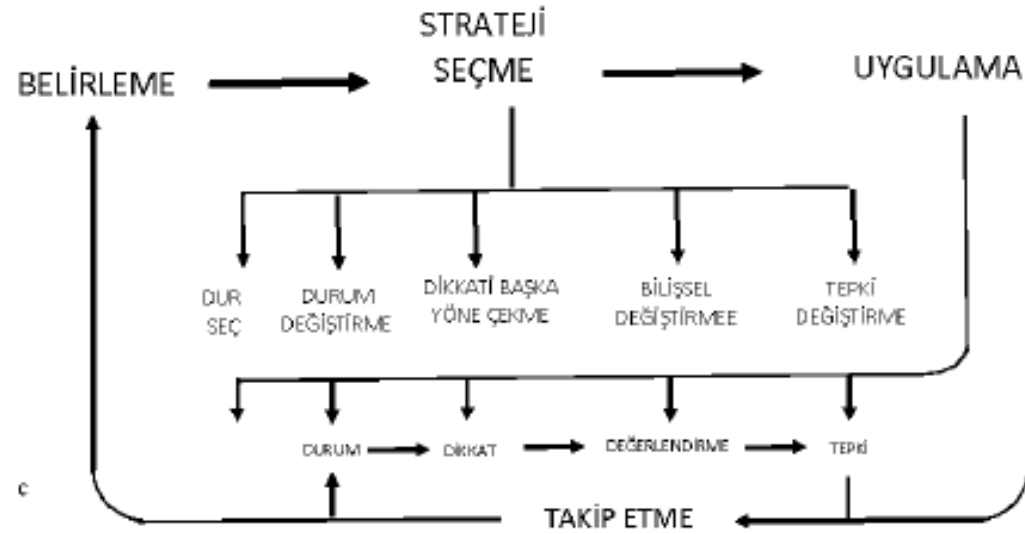 STRATEJİ
BELİRLEME SEÇME UYGULAMA
DUR DURUM DİKKATİ BAŞKA BİLİŞSEL TEPKİ
SEÇ DEĞİŞTİRME YÖNE ÇEKME DEĞİŞTİRMEE DEĞİŞTİRME
DURUM DİKKAT DEĞERLENDİRME TEPKİ
c
TAKİP ETME